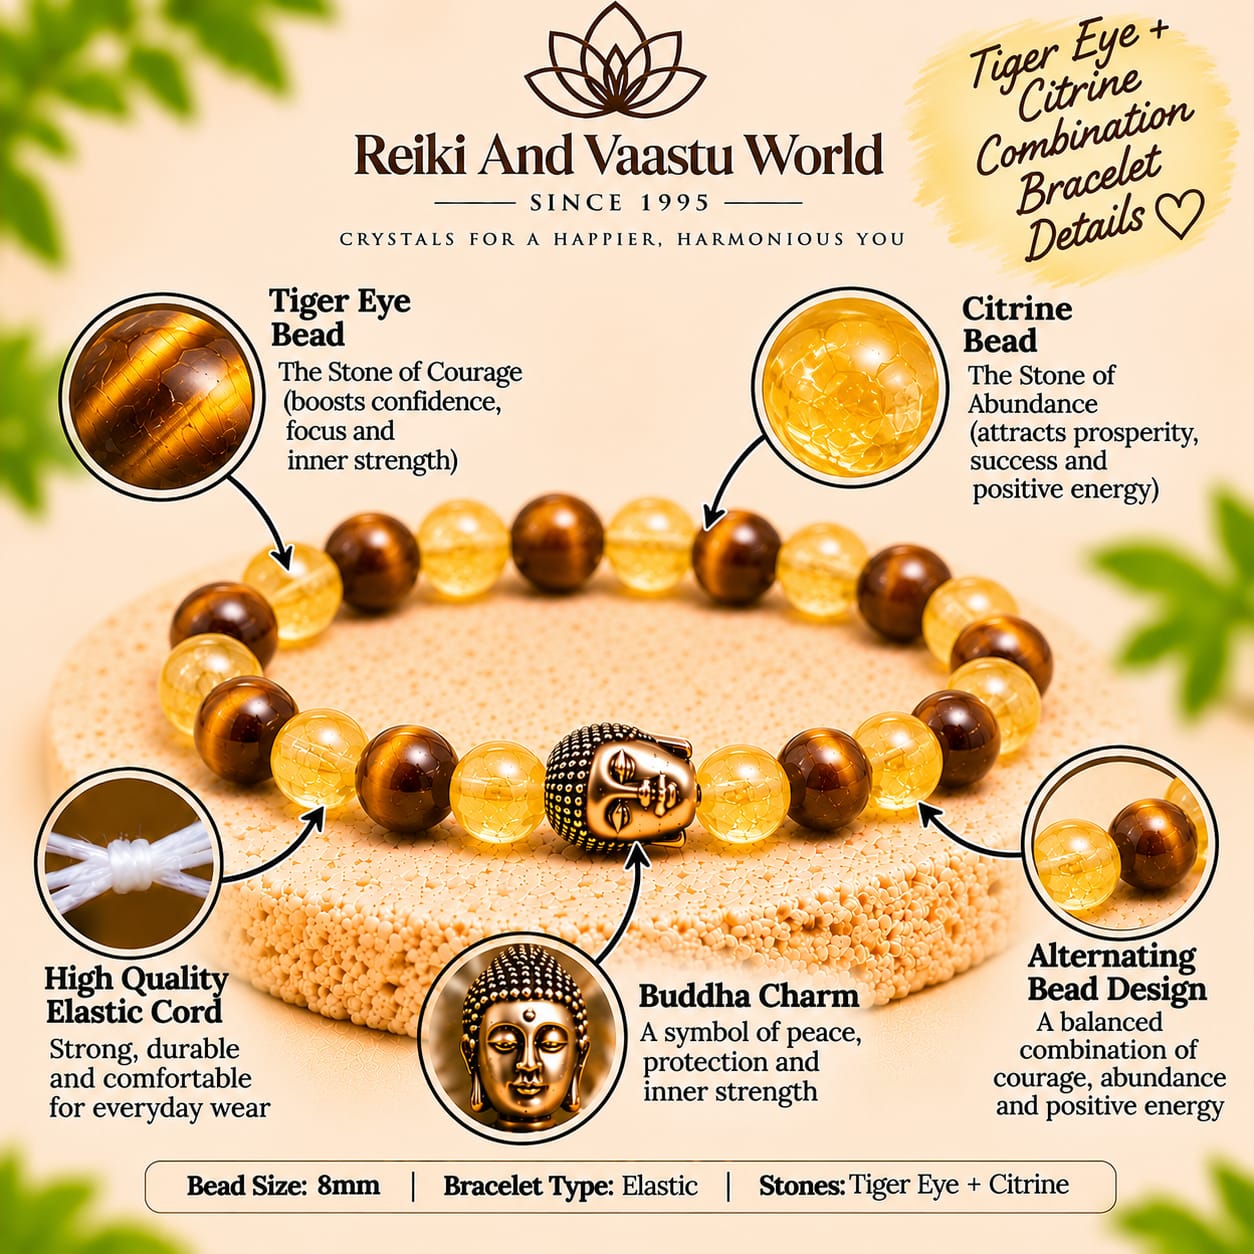 Reiki And Vaastu World
SINCE 1995
CRYSTALS FOR A HAPPIER, HARMONIOUS YOU
Tiger Eye +
Citrine
Combination
Bracelet
Details ♡
Tiger Eye
Bead
The Stone of Courage
(boosts confidence,
focus and
inner strength)
Citrine
Bead
The Stone of
Abundance
(attracts prosperity,
success and
positive energy)
High Quality
Elastic Cord
Strong, durable
and comfortable
for everyday wear
Buddha Charm
A symbol of peace,
protection and
inner strength
Alternating
Bead Design
A balanced
combination of
courage, abundance
and positive energy
Bead Size: 8mm | Bracelet Type: Elastic | Stones: Tiger Eye + Citrine